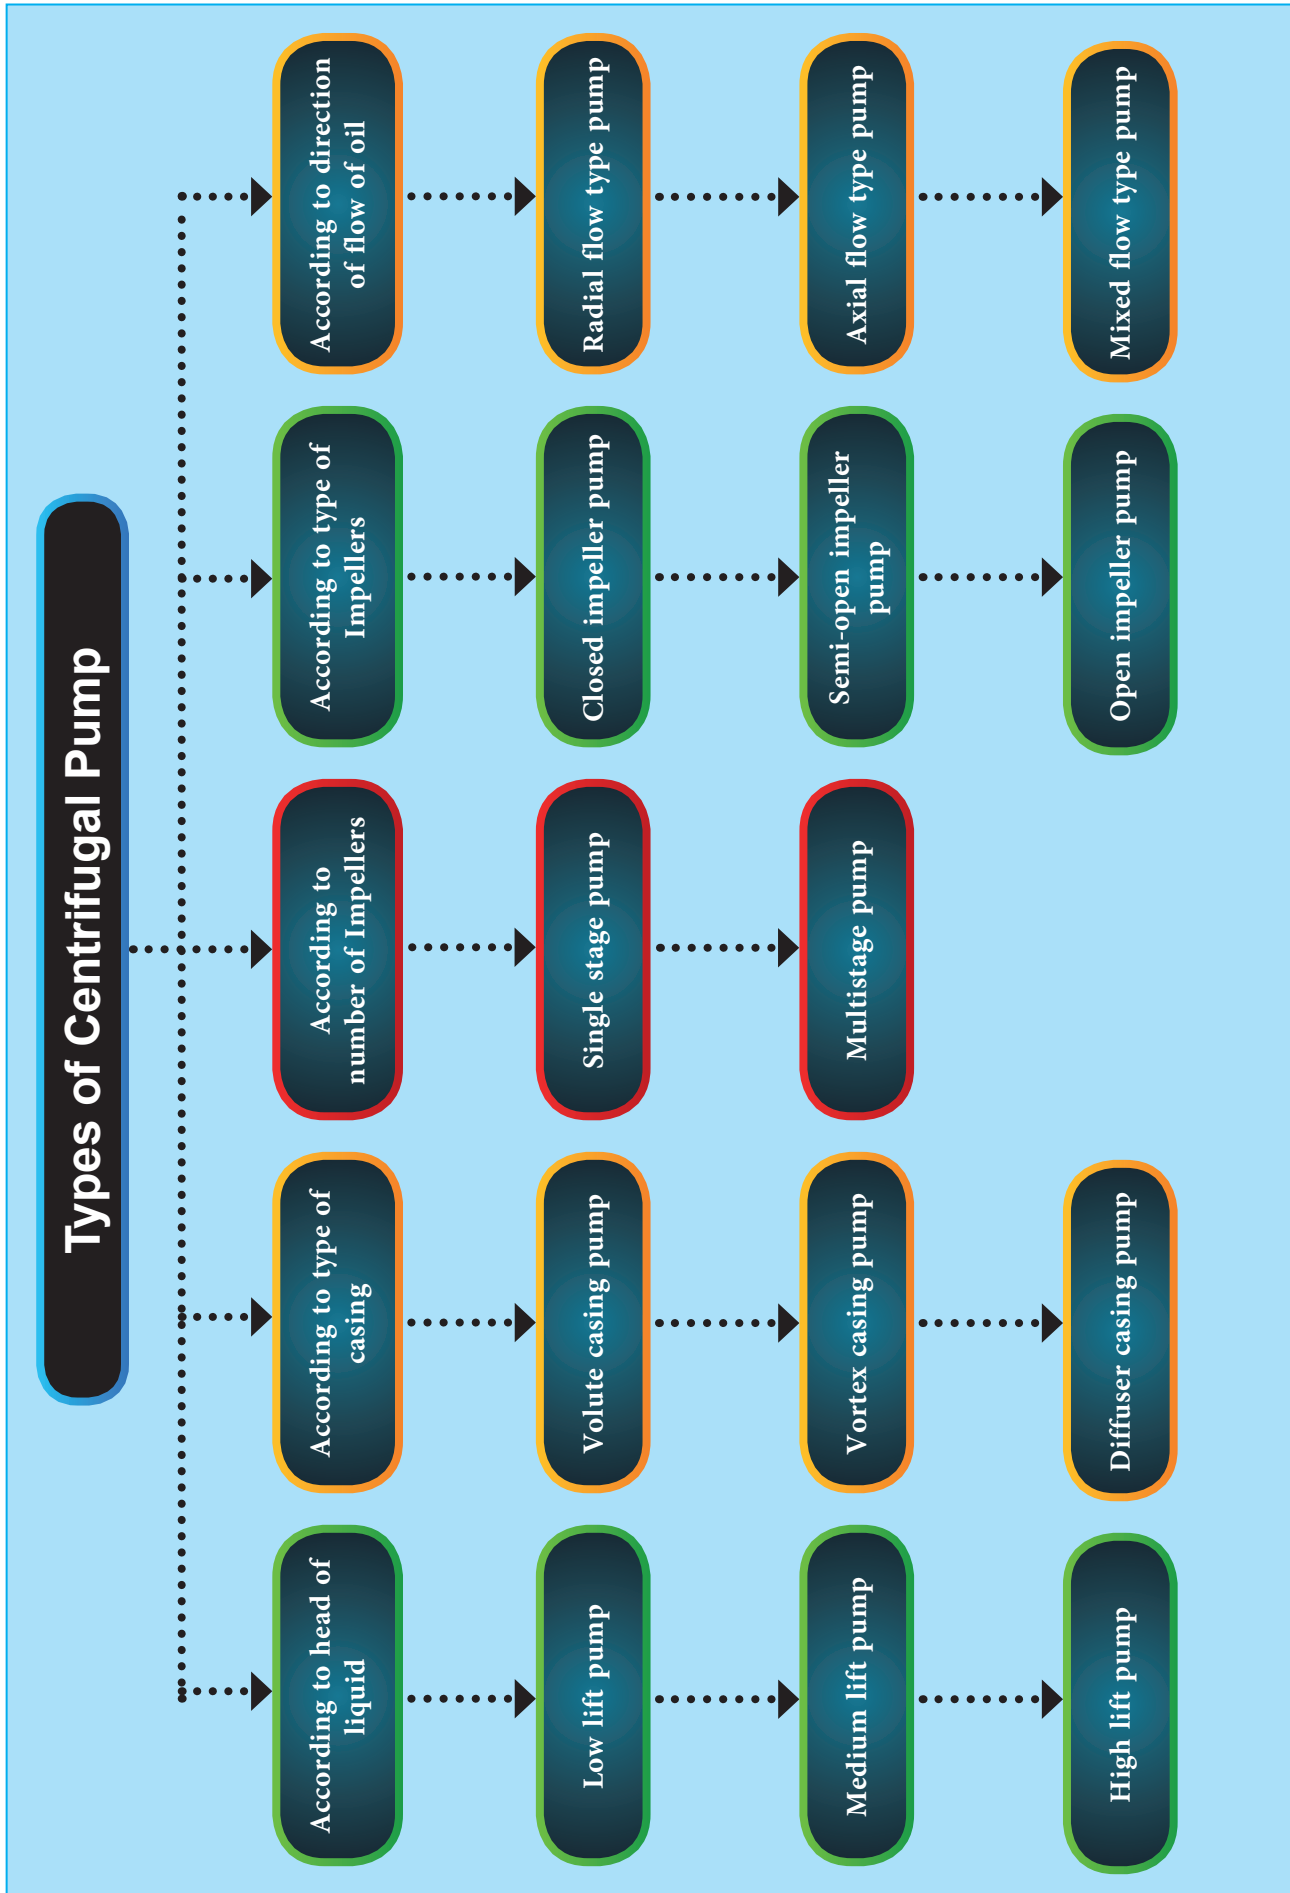 Types of Centrifugal Pump
According to head of
liquid
Low lift pump
Medium lift pump
High lift pump
According to type of
casing
Volute casing pump
Vortex casing pump
Diffuser casing pump
According to
number of Impellers
Single stage pump
Multistage pump
According to type of
Impellers
Closed impeller pump
Semi-open impeller
pump
Open impeller pump
According to direction
of flow of oil
Radial flow type pump
Axial flow type pump
Mixed flow type pump